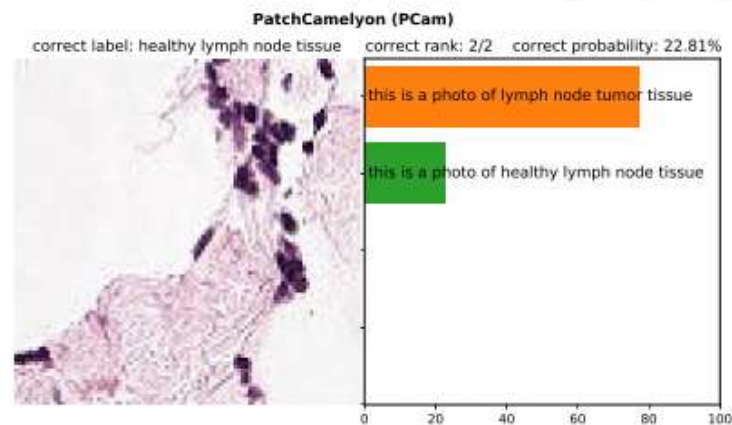 PatchCamelyon (PCam)
correct label: healthy lymph node tissue correct rank: 2/2 correct probability: 22.81%
this is a photo of lymph node tumor tissue
this is a photo of healthy lymph node tissue
0 20 40 60 80 100